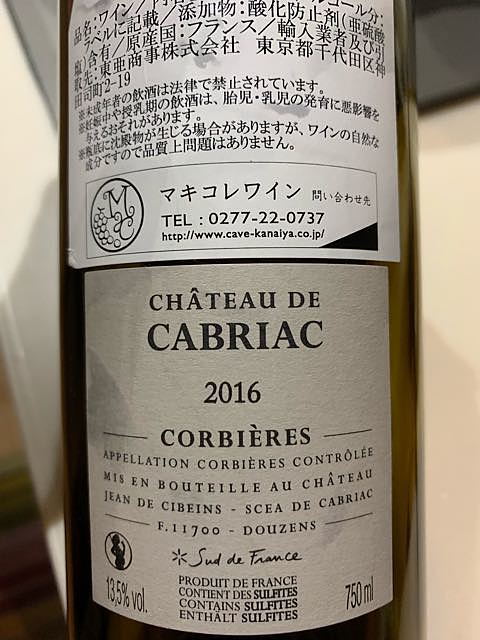 品名:ワイン/
ラベルに記載/添加物:酸化防止剤(亜硫酸
塩)含有/原産国:フランス/輸入業者及び引
取先:東亜商事株式会社 東京都千代田区神
田司町2-19
※未成年者の飲酒は法律で禁止されています。
※妊娠中や授乳期の飲酒は、胎児・乳児の発育に悪影響を
与えるおそれがあります。
※瓶底に沈殿物が生じる場合がありますが、ワインの自然な
成分ですので品質上問題はありません。
マキコレワイン 問い合わせ先
TEL:0277-22-0737
http://www.cave-kanaiya.co.jp/
CHÂTEAU DE
CABRIAC
2016
CORBIÈRES
APPELLATION CORBIÈRES CONTRÔLÉE
MIS EN BOUTEILLE AU CHÂTEAU
JEAN DE CIBEINS - SCEA DE CABRIAC
F.11700 - DOUZENS
Sud de France
13,5% vol.
PRODUIT DE FRANCE
CONTIENT DES SULFITES
CONTAINS SULFITES
ENTHÄLT SULFITES
750 ml